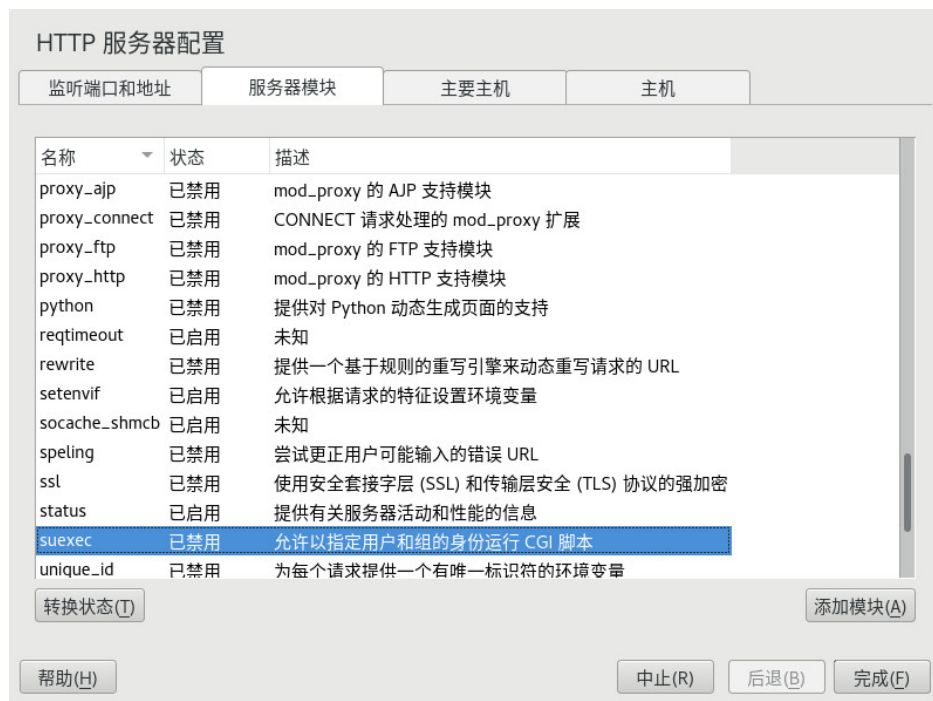 HTTP 服务器配置
监听端口和地址 服务器模块 主要主机 主机
名称 状态 描述
proxy_ajp 已禁用 mod_proxy 的 AJP 支持模块
proxy_connect 已禁用 CONNECT 请求处理的 mod_proxy 扩展
proxy_ftp 已禁用 mod_proxy 的 FTP 支持模块
proxy_http 已禁用 mod_proxy 的 HTTP 支持模块
python 已禁用 提供对 Python 动态生成页面的支持
reqtimeout 已启用 未知
rewrite 已禁用 提供一个基于规则的重写引擎来动态重写请求的 URL
setenvif 已启用 允许根据请求的特征设置环境变量
socache_shmcb 已启用 未知
speling 已禁用 尝试更正用户可能输入的错误 URL
ssl 已禁用 使用安全套接字层 (SSL) 和传输层安全 (TLS) 协议的强加密
status 已启用 提供有关服务器活动和性能的信息
suexec 已禁用 允许以指定用户和组的身份运行 CGI 脚本
unique_id 已禁用 为每个请求提供一个有唯一标识符的环境变量
转换状态(T) 添加模块(A)
帮助(H) 中止(R) 后退(B) 完成(F)